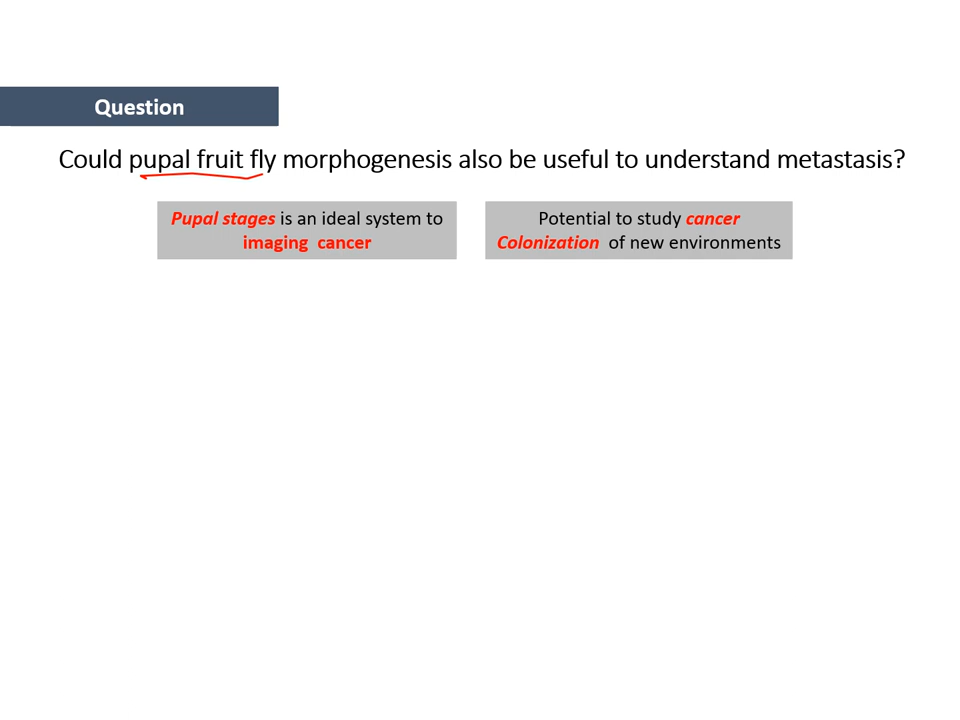 Question
Could pupal fruit fly morphogenesis also be useful to understand metastasis?
Pupal stages is an ideal system to
imaging cancer
Potential to study cancer
Colonization of new environments